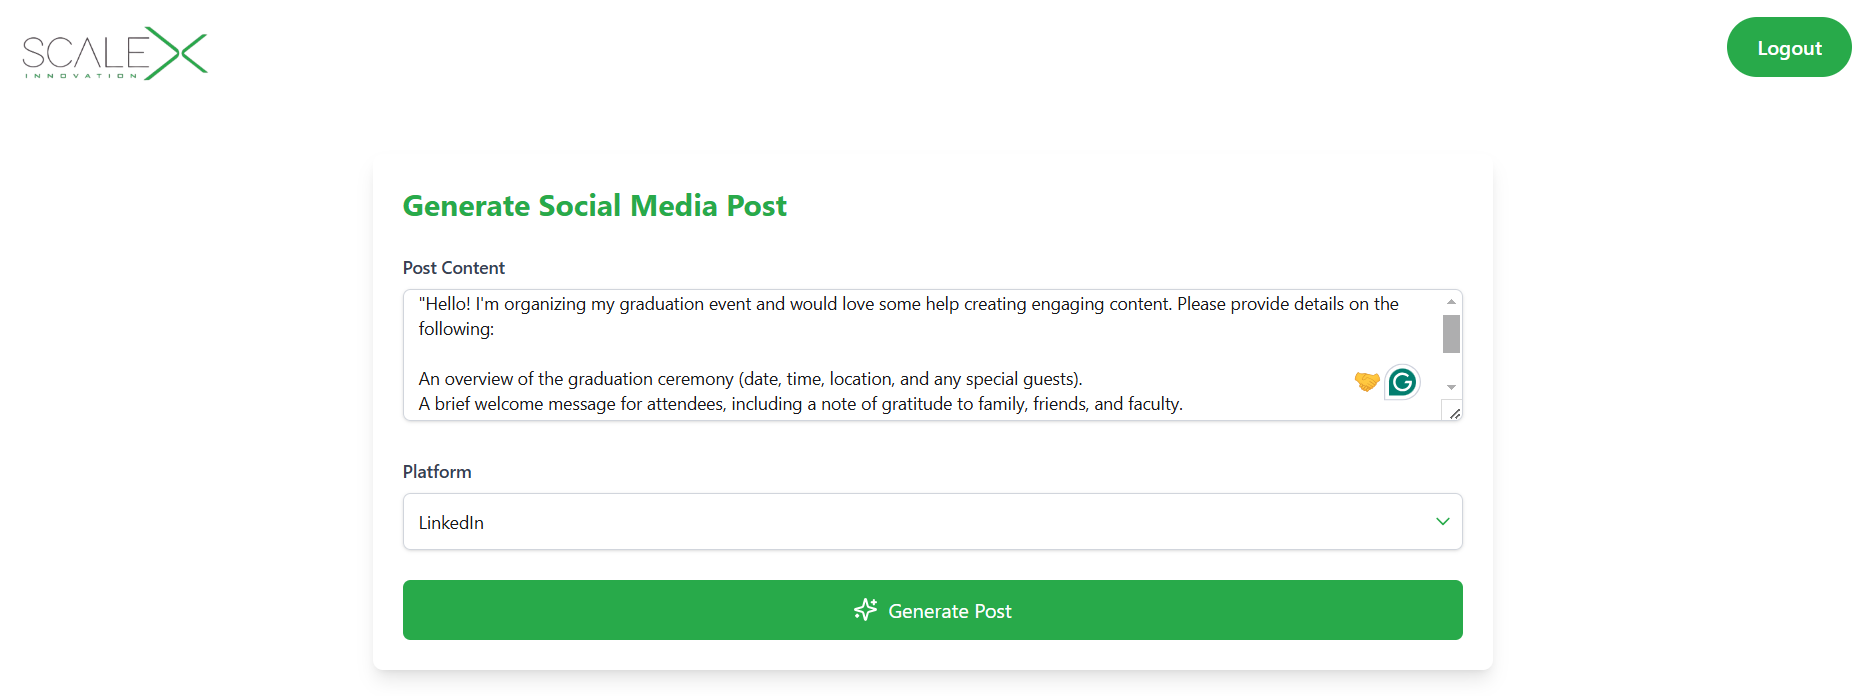 SCALEX
INNOVATION
Logout
Generate Social Media Post
Post Content
"Hello! I'm organizing my graduation event and would love some help creating engaging content. Please provide details on the
following:
An overview of the graduation ceremony (date, time, location, and any special guests).
A brief welcome message for attendees, including a note of gratitude to family, friends, and faculty.
Platform
LinkedIn
Generate Post